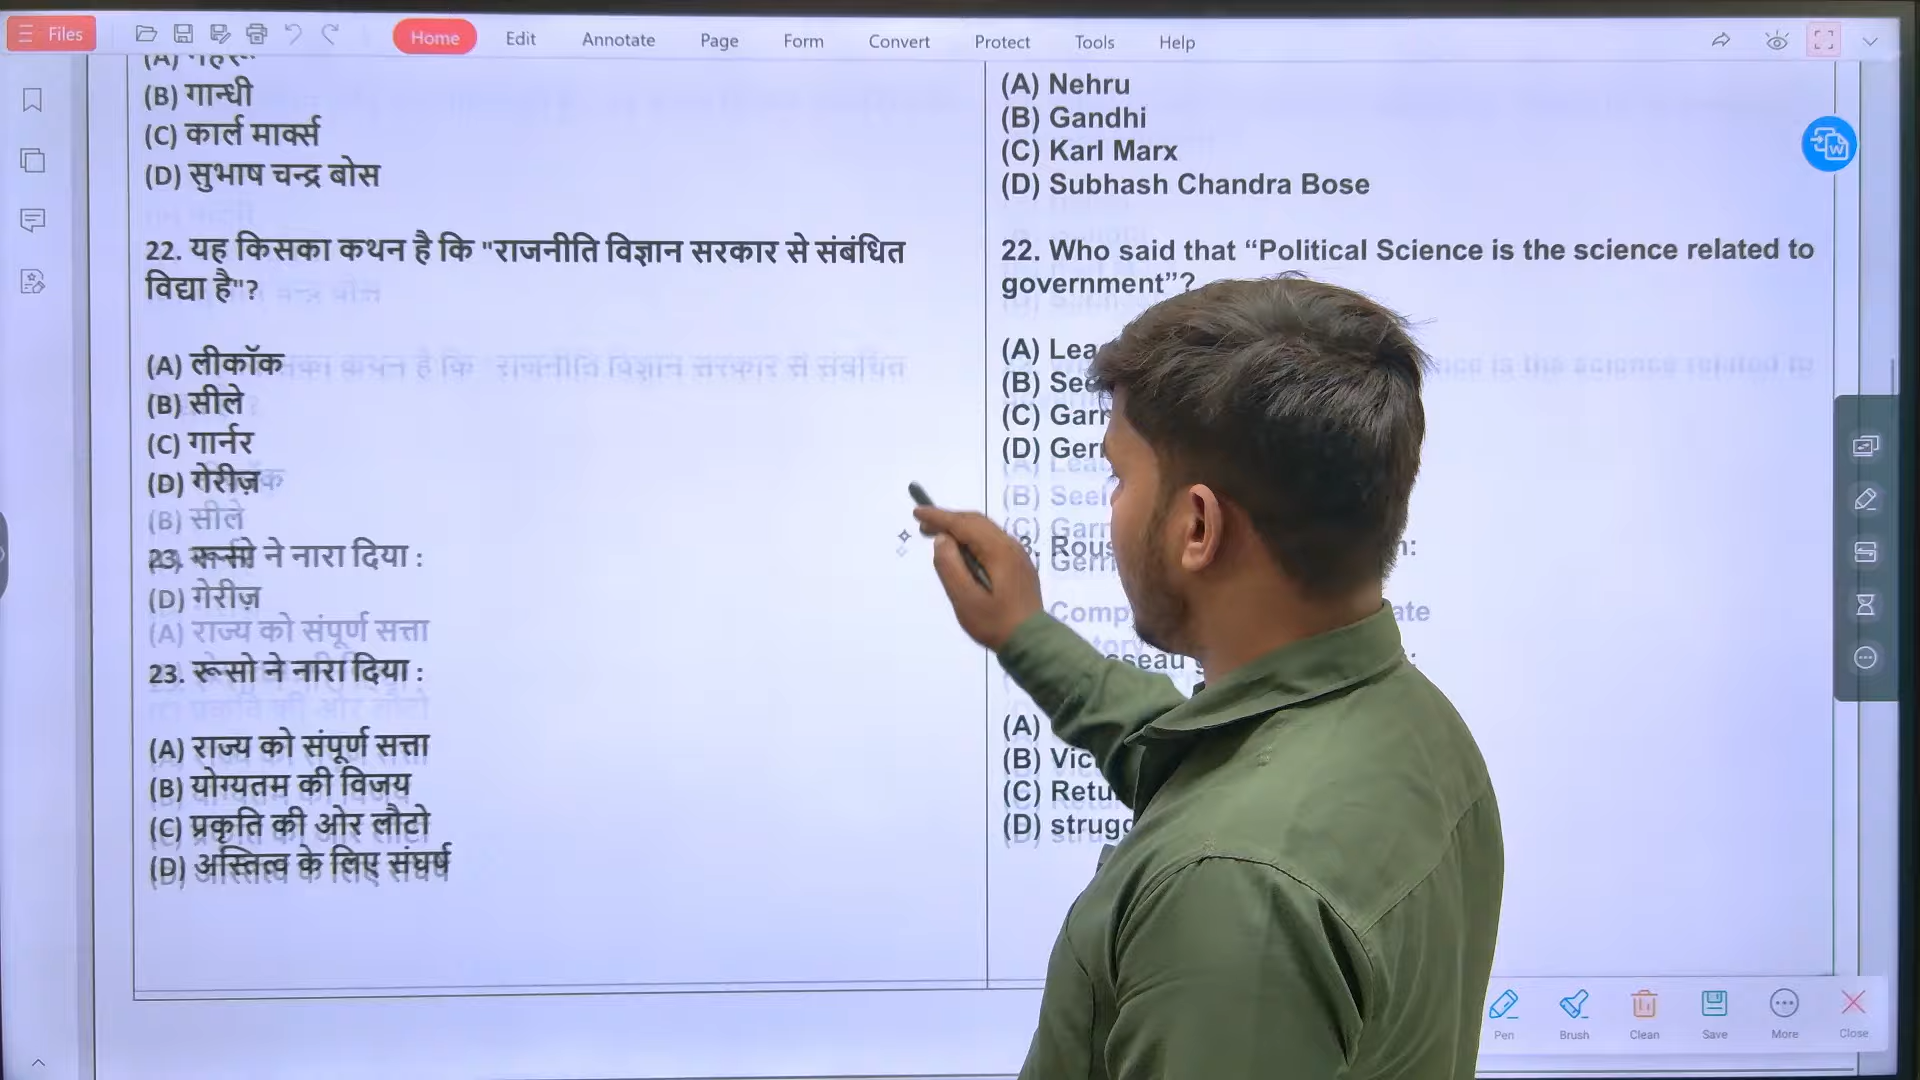 Files
Home
Edit
Annotate
Page
Form
Convert
Protect
Tools
Help
(B) गान्धी
(C) कार्ल मार्क्स
(D) सुभाष चन्द्र बोस
22. यह किसका कथन है कि "राजनीति विज्ञान सरकार से संबंधित
विद्या है"?
(A) लीकॉक
(B) सीले
(C) गार्नर
(D) गेरीज़
(B) सीले
23. रूसो ने नारा दिया :
(D) गेरीज़
(A) राज्य को संपूर्ण सत्ता
23. रूसो ने नारा दिया :
(A) राज्य को संपूर्ण सत्ता
(B) योग्यतम की विजय
(C) प्रकृति की ओर लौटो
(D) अस्तित्व के लिए संघर्ष
(A) Nehru
(B) Gandhi
(C) Karl Marx
(D) Subhash Chandra Bose
22. Who said that “Political Science is the science related to
government”?
(A)
(B)
(C)
(D)
(A)
(B)
(C)
(D)
Pen
Brush
Clean
Save
More
Close